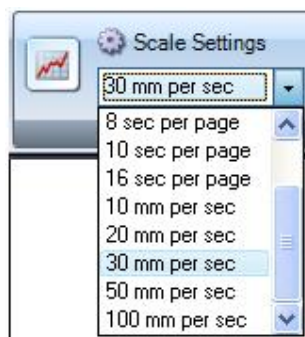 Scale Settings
30 mm per sec
8 sec per page
10 sec per page
16 sec per page
10 mm per sec
20 mm per sec
30 mm per sec
50 mm per sec
100 mm per sec